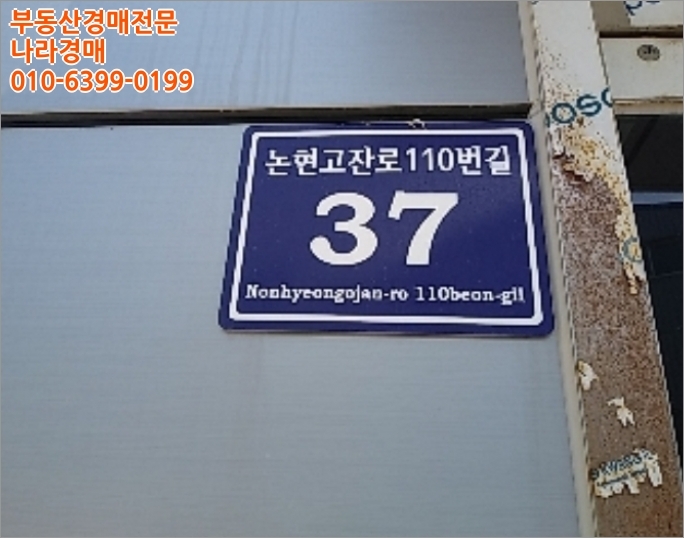 부동산경매전문
나라경매
010-6399-0199
논현고잔로110번길
37
Nonhyeongojan-ro 110beon-gil
posc